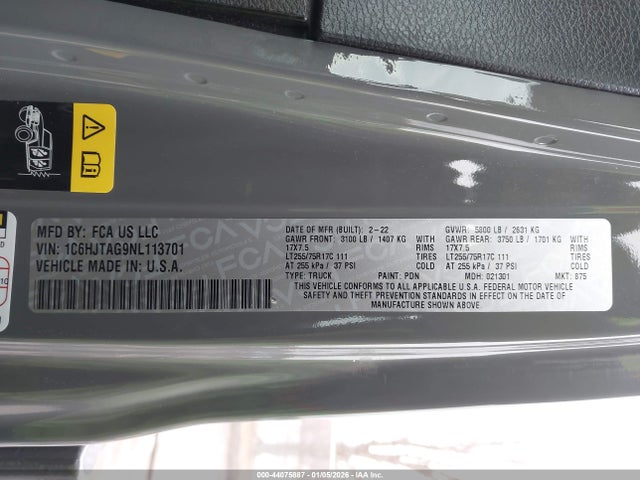 MFD BY: FCA US LLC
VIN: 1C6HJTAG9NL113701
VEHICLE MADE IN: U.S.A.
DATE OF MFR (BUILT): 2-22 GVWR: 5800 LB / 2631 KG
GAWR FRONT: 3100 LB / 1407 KG WITH GAWR REAR: 3750 LB / 1701 KG WITH
17X7.5 RIMS 17X7.5 RIMS
LT255/75R17C 111 TIRES LT255/75R17C 111 TIRES
AT 255 kPa / 37 PSI COLD AT 255 kPa / 37 PSI COLD
TYPE: TRUCK PAINT: PDN MDH: 021301 MKT: 875
THIS VEHICLE CONFORMS TO ALL APPLICABLE U.S.A. FEDERAL MOTOR VEHICLE
SAFETY AND THEFT PREVENTION STANDARDS IN EFFECT ON THE DATE OF
MANUFACTURE SHOWN ABOVE.
000-44075887 - 01/05/2026 - IAA Inc.